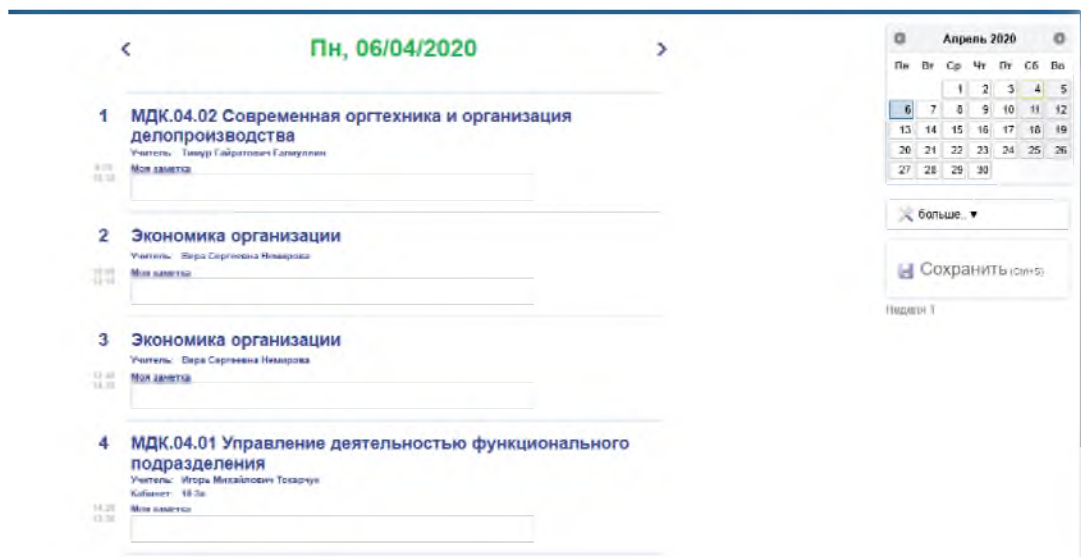 Пн, 06/04/2020
1 МДК.04.02 Современная оргтехника и организация
делопроизводства
Учитель: Тимур Гайратович
Моя заметка
2 Экономика организации
Учитель: Вера Сергеевна Немирова
Моя заметка
3 Экономика организации
Учитель: Вера Сергеевна Немирова
Моя заметка
4 МДК.04.01 Управление деятельностью функционального
подразделения
Учитель: Игорь Михайлович Токарчук
Кабинет: 18-3а
Моя заметка
Апрель 2020
Пн Вт Ср Чт Пт Сб Вс
1 2 3 4 5
6 7 8 9 10 11 12
13 14 15 16 17 18 19
20 21 22 23 24 25 26
27 28 29 30
больше..▼
Сохранить (Ctrl+S)
Неделя 1